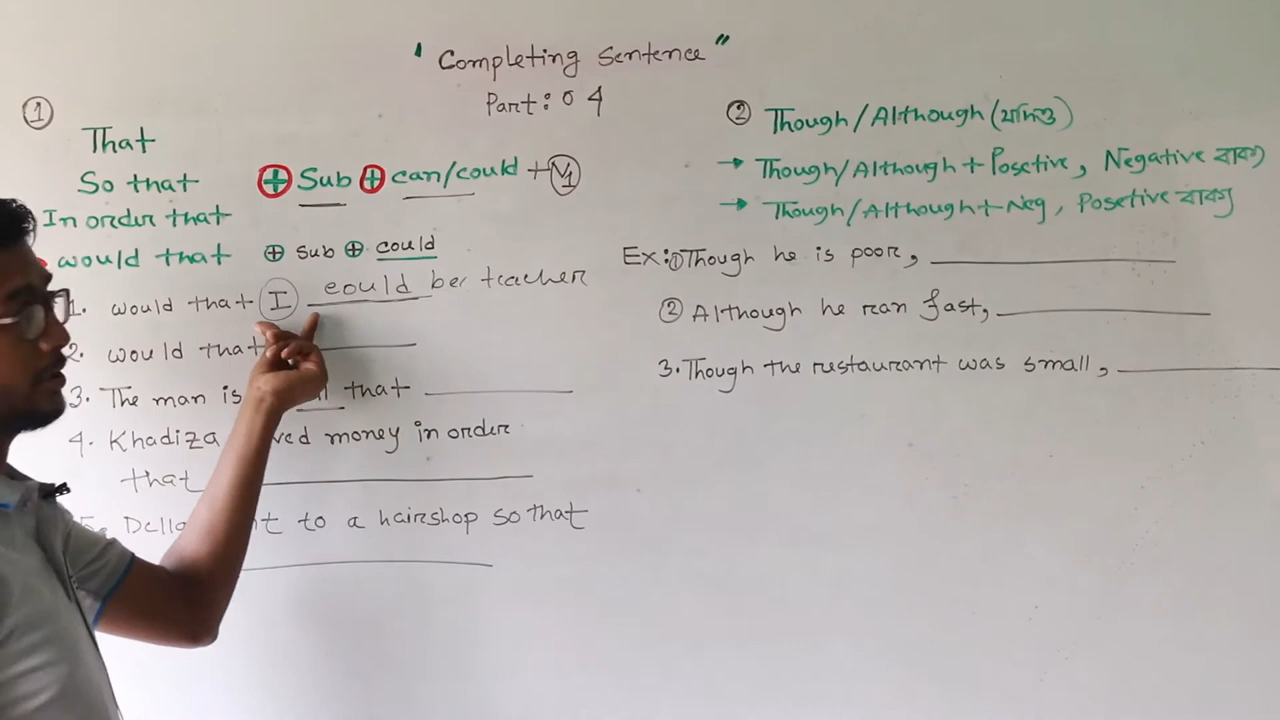 ' Completing Sentence "
Part: 04
①
That
So that
In order that
would that
⊕ Sub ⊕ can/could + V1
⊕ sub ⊕ could
1. would that I could be teacher
2. would that
3. The man is that
4. Khadiza money in order
that
to a hairshop so that
② Though/Although (যদিও)
→ Though/Although + Posetive, Negative বাক্য
→ Though/Althought + Neg, Posetive বাক্য
Ex: ① Though he is poor,
② Although he ran fast,
3. Though the restaurant was small,